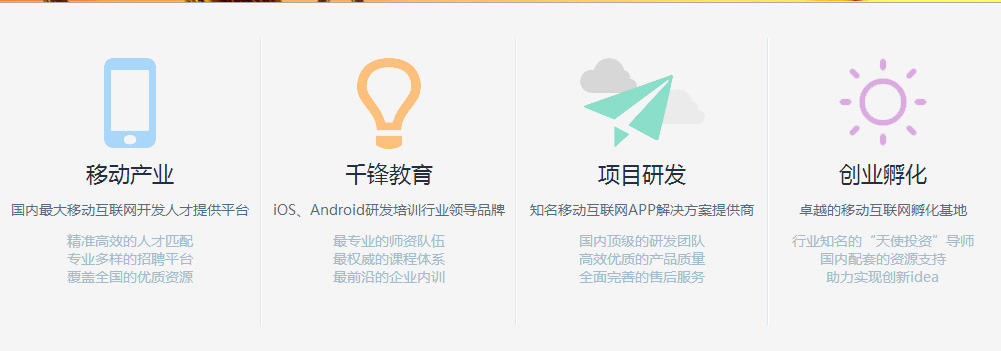 移动产业
国内最大移动互联网开发人才提供平台
精准高效的人才匹配
专业多样的招聘平台
覆盖全国的优质资源
千锋教育
iOS、Android研发培训行业领导品牌
最专业的师资队伍
最权威的课程体系
最前沿的企业内训
项目研发
知名移动互联网APP解决方案提供商
国内顶级的研发团队
高效优质的产品质量
全面完善的售后服务
创业孵化
卓越的移动互联网孵化基地
行业知名的“天使投资”导师
国内配套的资源支持
助力实现创新idea